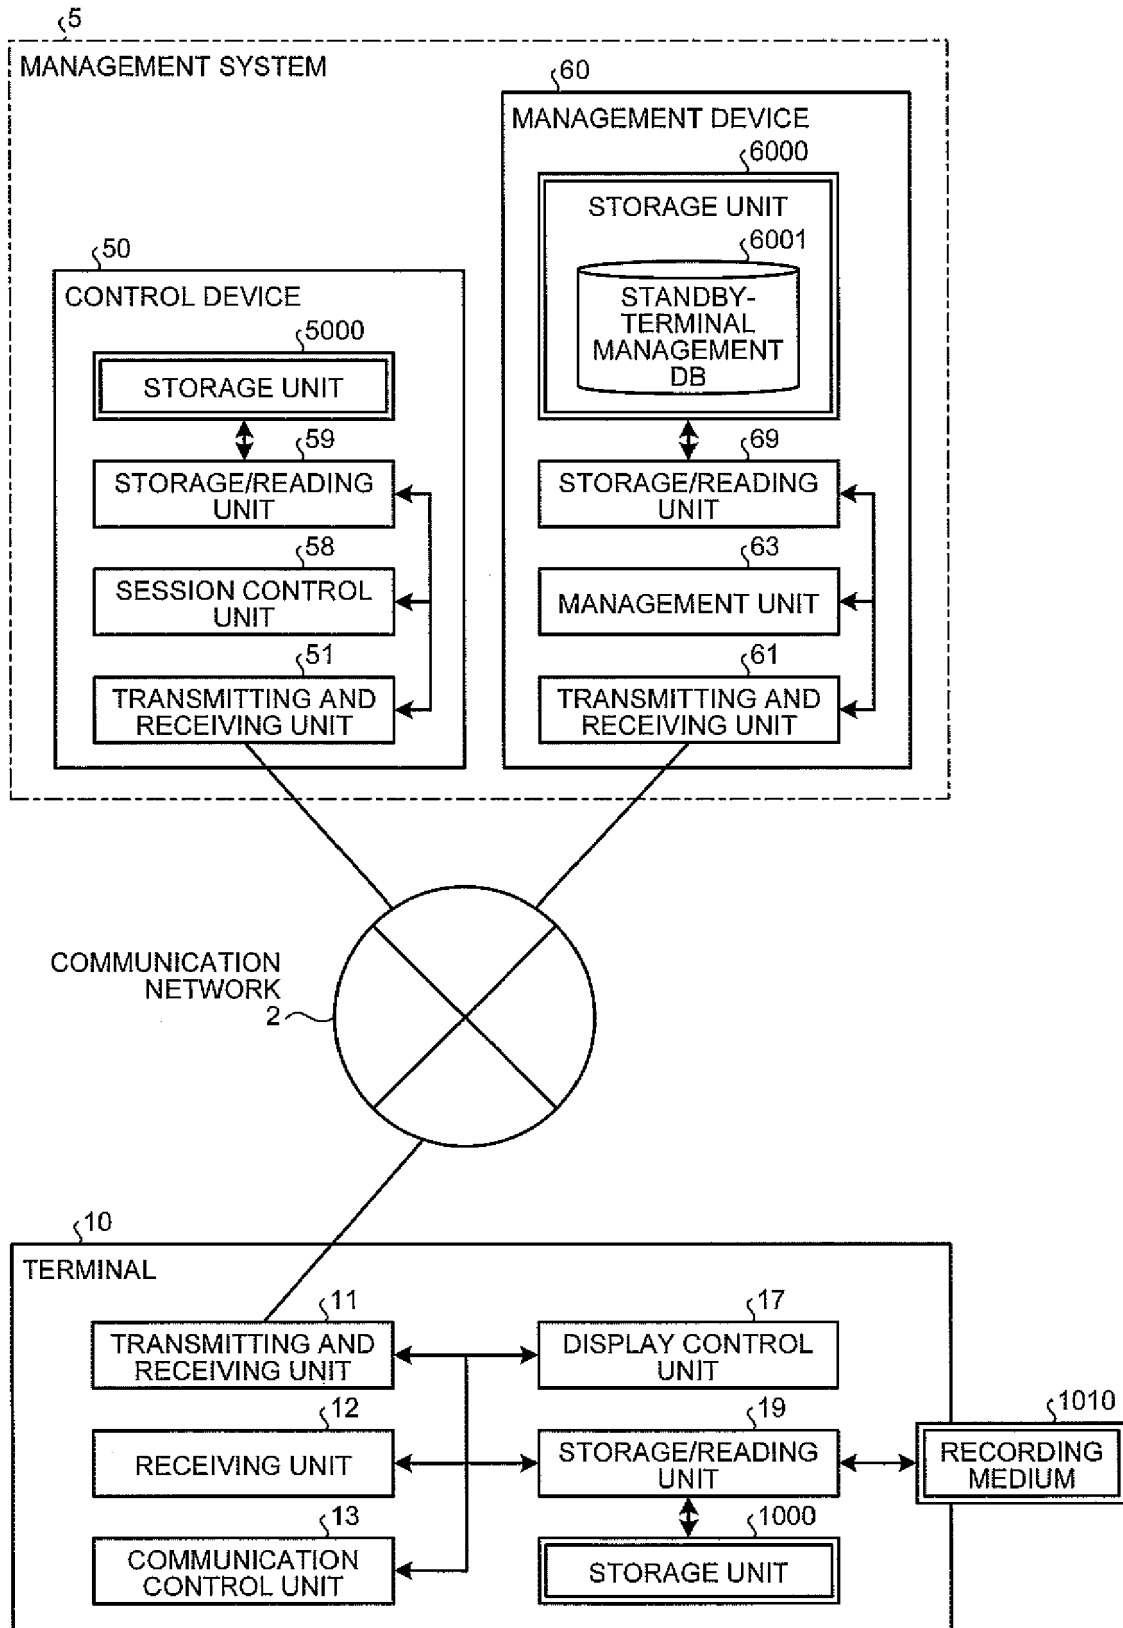 5
MANAGEMENT SYSTEM
60
MANAGEMENT DEVICE
6000
STORAGE UNIT
6001
STANDBY-
TERMINAL
MANAGEMENT
DB
50
CONTROL DEVICE
5000
STORAGE UNIT
59
STORAGE/READING
UNIT
69
STORAGE/READING
UNIT
58
SESSION CONTROL
UNIT
63
MANAGEMENT UNIT
51
TRANSMITTING AND
RECEIVING UNIT
61
TRANSMITTING AND
RECEIVING UNIT
COMMUNICATION
NETWORK
2
10
TERMINAL
11
TRANSMITTING AND
RECEIVING UNIT
17
DISPLAY CONTROL
UNIT
12
RECEIVING UNIT
19
STORAGE/READING
UNIT
1010
RECORDING
MEDIUM
13
COMMUNICATION
CONTROL UNIT
1000
STORAGE UNIT